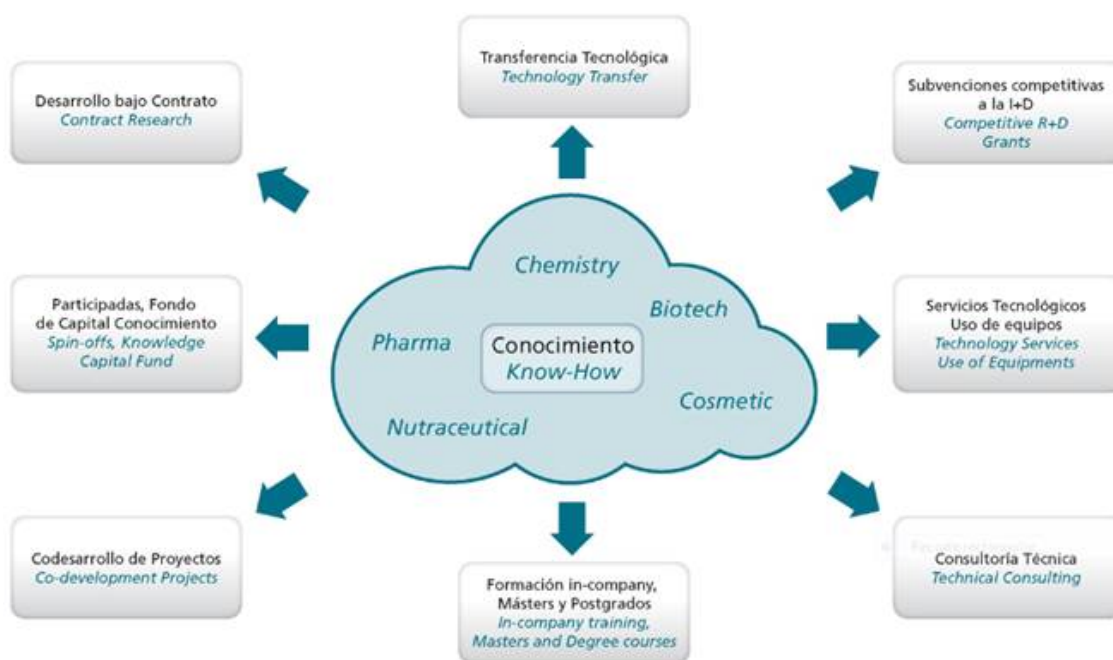 Transferencia Tecnológica
Technology Transfer
Desarrollo bajo Contrato
Contract Research
Subvenciones competitivas
a la I+D
Competitive R+D
Grants
Chemistry
Biotech
Pharma
Conocimiento
Know-How
Cosmetic
Nutraceutical
Participadas, Fondo
de Capital Conocimiento
Spin-offs, Knowledge
Capital Fund
Servicios Tecnológicos
Uso de equipos
Technology Services
Use of Equipments
Codesarrollo de Proyectos
Co-development Projects
Formación in-company,
Másters y Postgrados
In-company training,
Masters and Degree courses
Consultoría Técnica
Technical Consulting